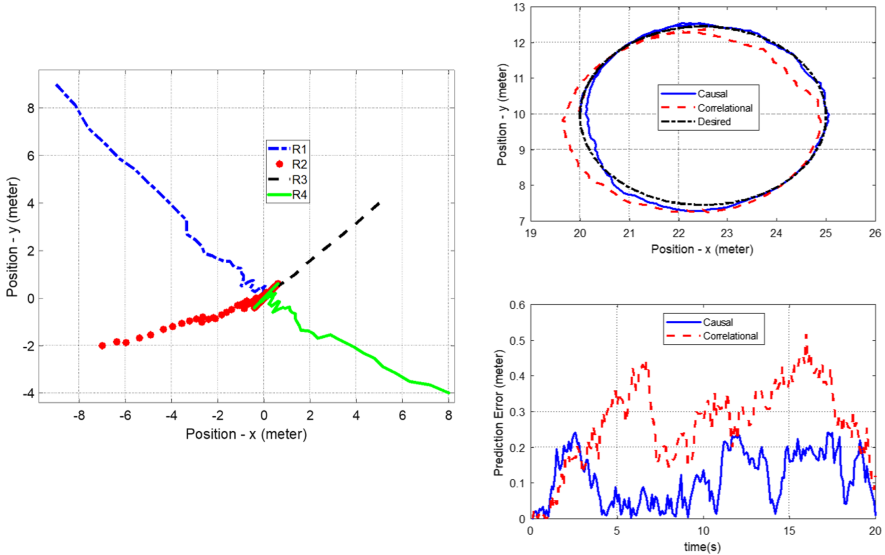 8
6
4
2
0
-2
-4
-8
-6
-4
-2
0
2
4
6
8
Position - y (meter)
Position - x (meter)
R1
R2
R3
R4
13
12
11
10
9
8
7
19
20
21
22
23
24
25
26
Position - y (meter)
Position - x (meter)
Causal
Correlational
Desired
0.6
0.5
0.4
0.3
0.2
0.1
0
0
5
10
15
20
Prediction Error (meter)
time(s)
Causal
Correlational